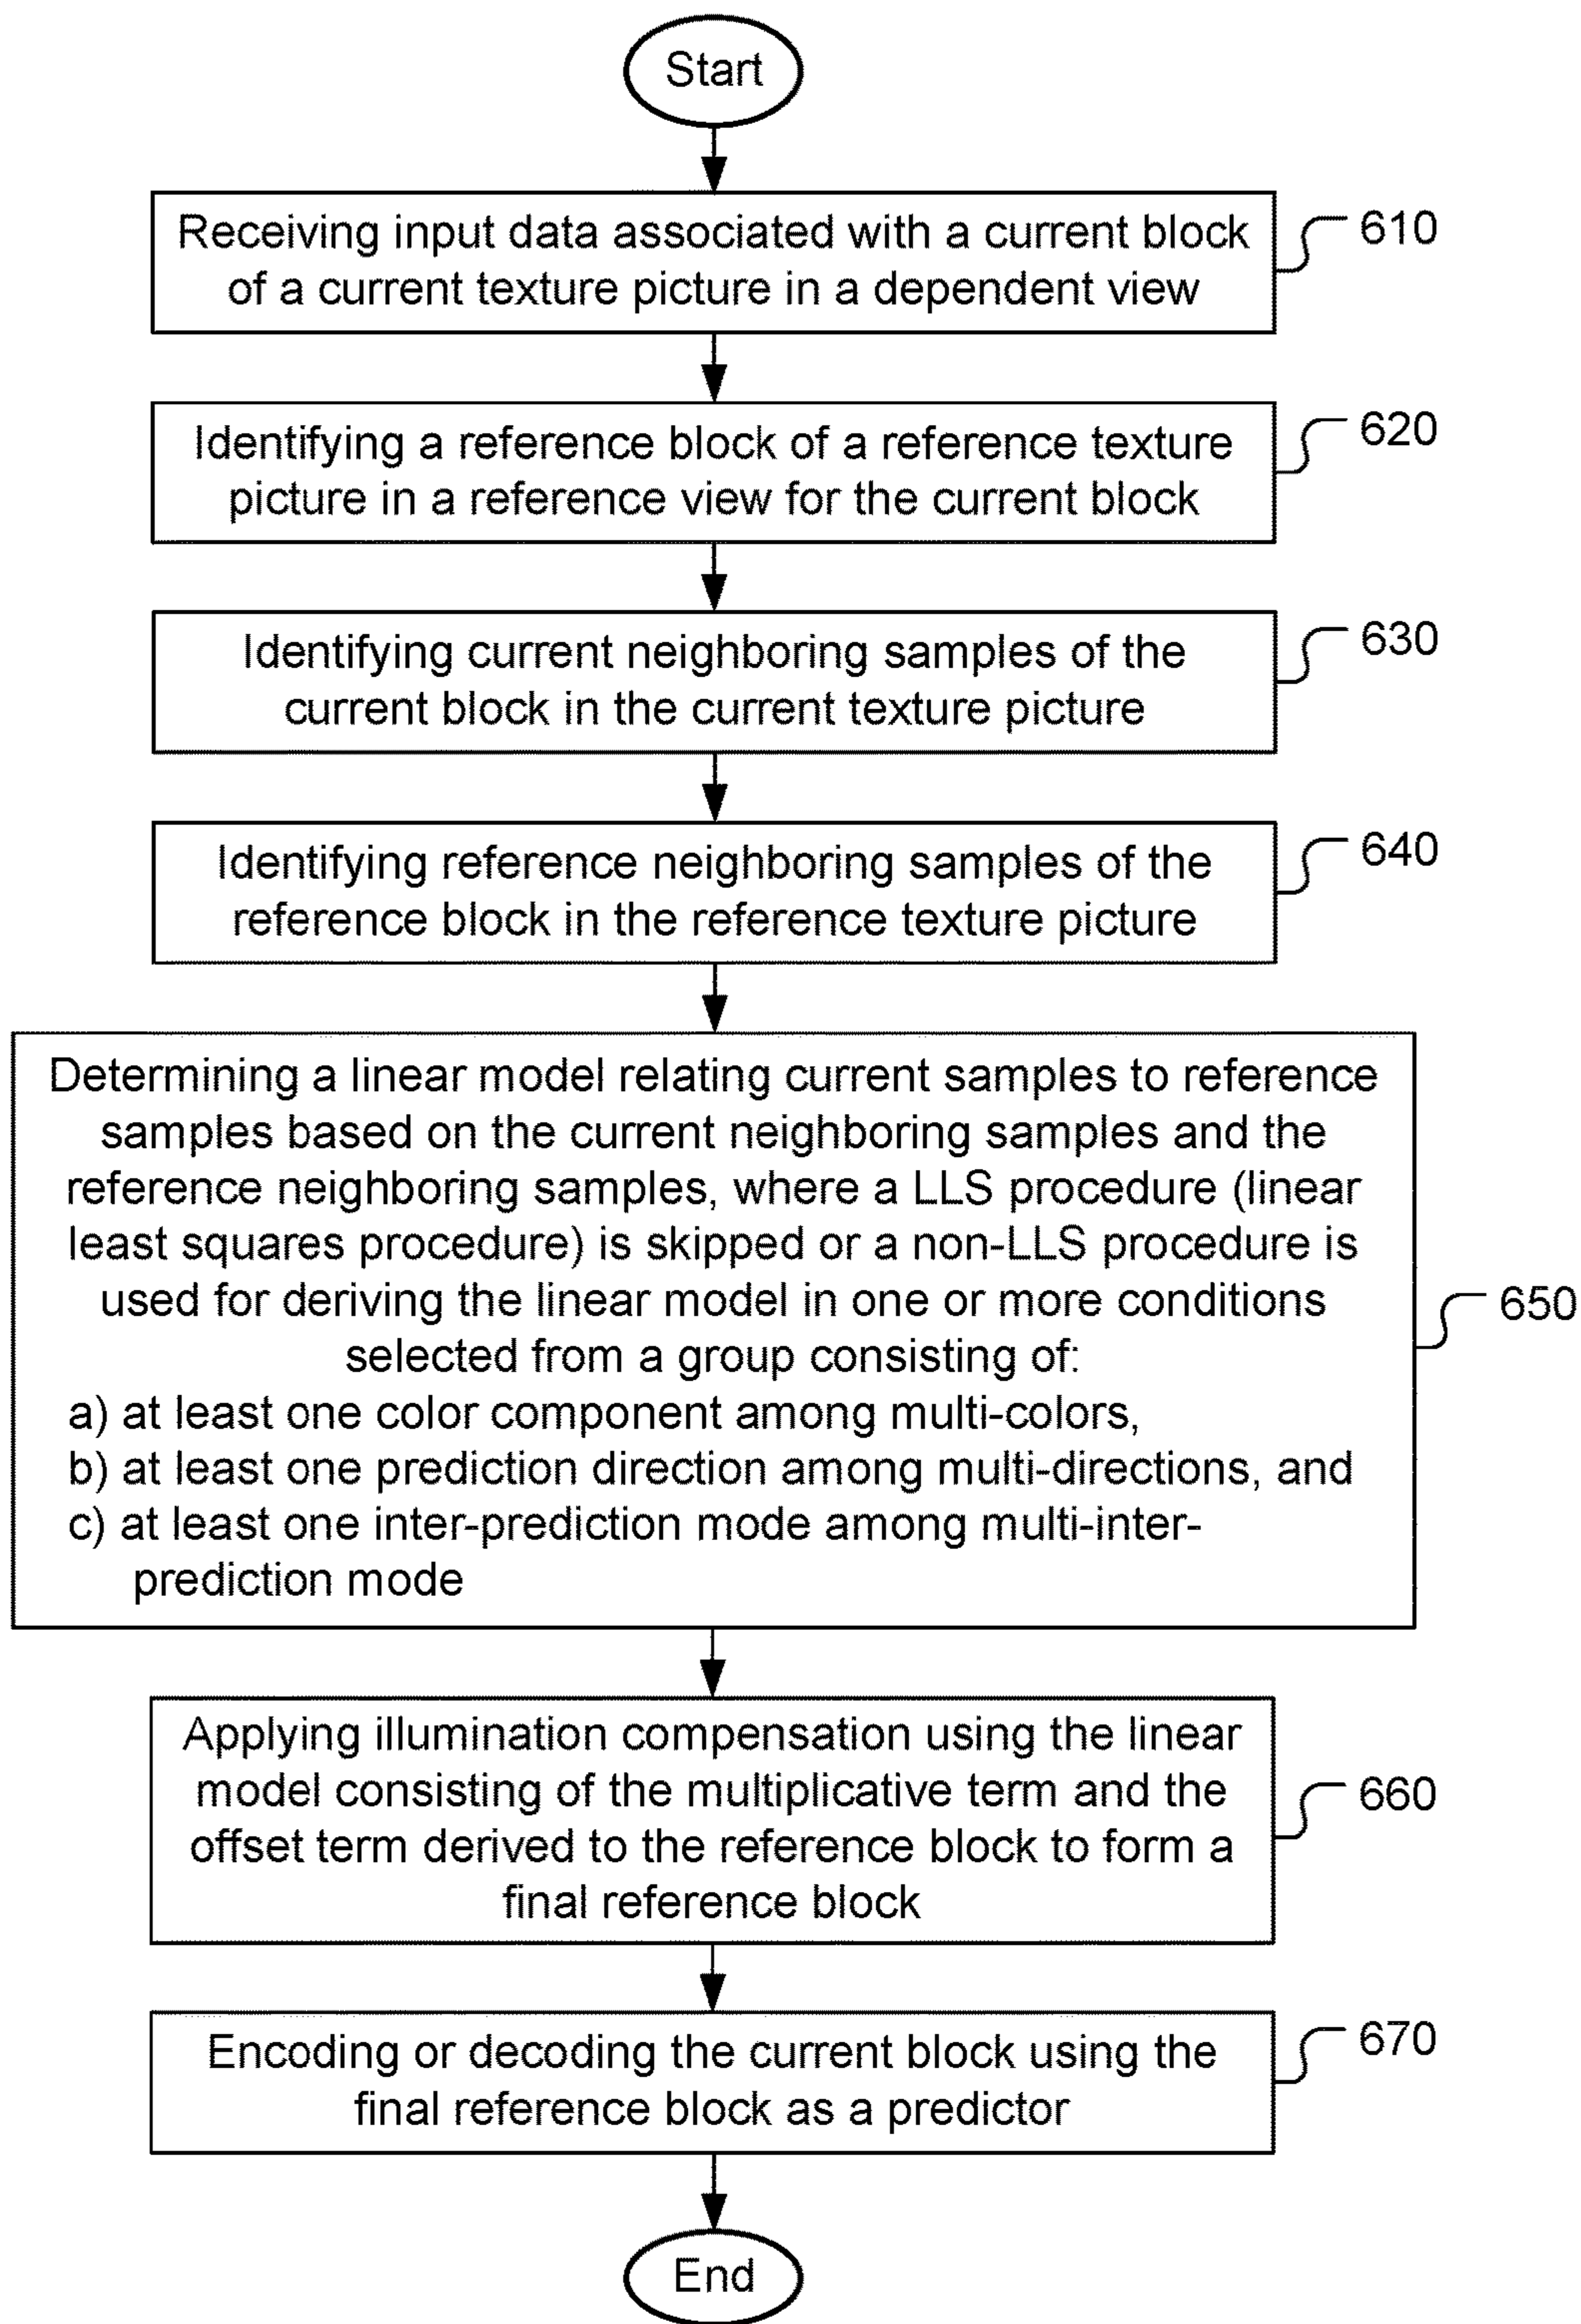 Start
Receiving input data associated with a current block
of a current texture picture in a dependent view
610
Identifying a reference block of a reference texture
picture in a reference view for the current block
620
Identifying current neighboring samples of the
current block in the current texture picture
630
Identifying reference neighboring samples of the
reference block in the reference texture picture
640
Determining a linear model relating current samples to reference
samples based on the current neighboring samples and the
reference neighboring samples, where a LLS procedure (linear
least squares procedure) is skipped or a non-LLS procedure is
used for deriving the linear model in one or more conditions
selected from a group consisting of:
a) at least one color component among multi-colors,
b) at least one prediction direction among multi-directions, and
c) at least one inter-prediction mode among multi-inter-
prediction mode
650
Applying illumination compensation using the linear
model consisting of the multiplicative term and the
offset term derived to the reference block to form a
final reference block
660
Encoding or decoding the current block using the
final reference block as a predictor
670
End